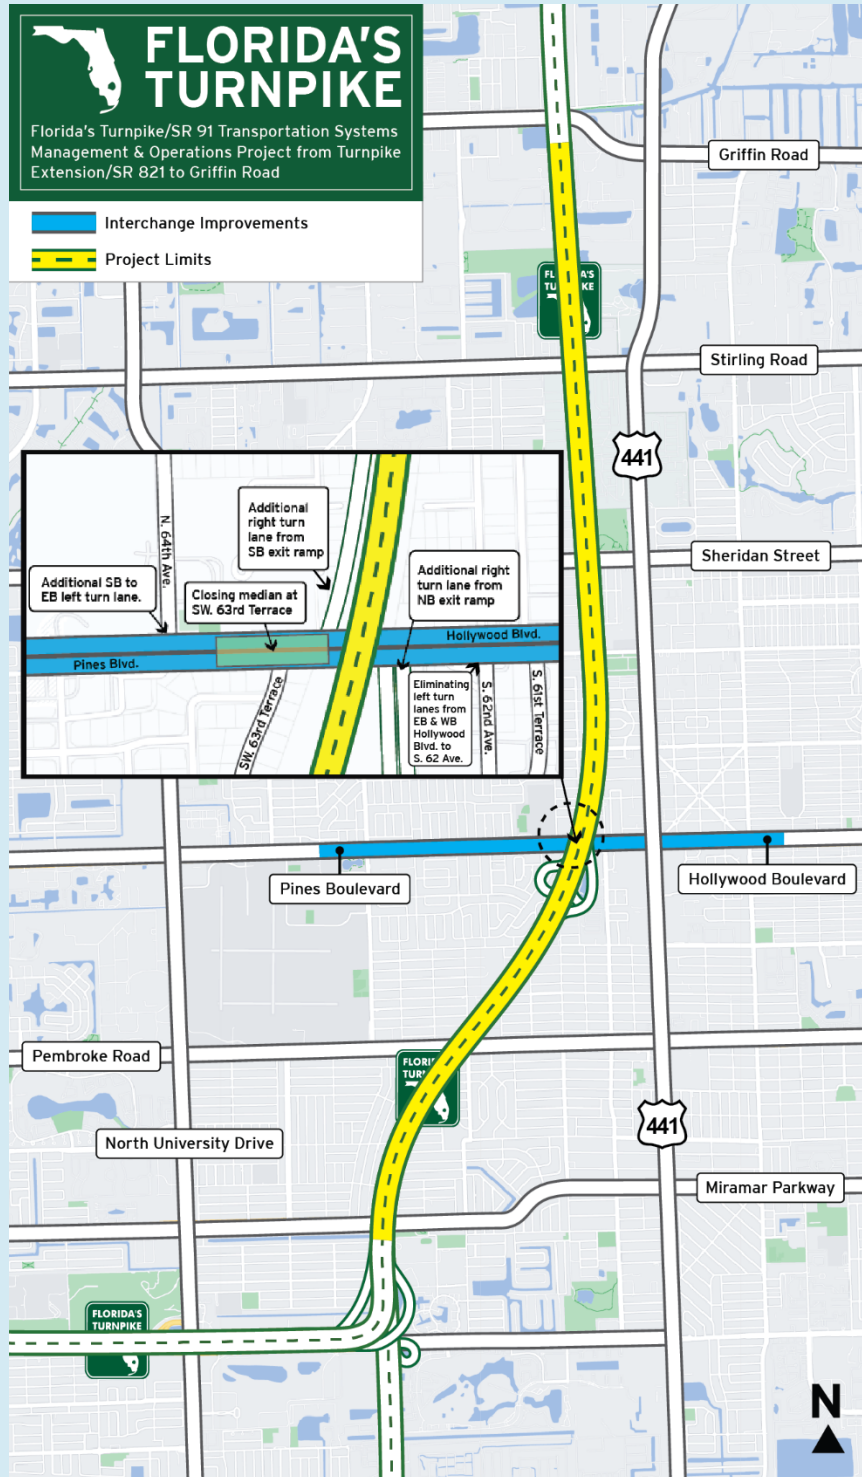 FLORIDA'S
TURNPIKE
Florida's Turnpike/SR 91 Transportation Systems
Management & Operations Project from Turnpike
Extension/SR 821 to Griffin Road
Interchange Improvements
Project Limits
Griffin Road
Stirling Road
441
Sheridan Street
N. 64th Ave.
Additional
right turn
lane from
SB exit ramp
Additional right
turn lane from
NB exit ramp
Additional SB to
EB left turn lane.
Closing median at
SW. 63rd Terrace
Hollywood Blvd.
Pines Blvd.
SW. 63rd Terrace
Eliminating
left turn
lanes from
EB & WB
Hollywood
Blvd. to
S. 62 Ave.
S. 62nd Ave.
S. 61st Terrace
Pines Boulevard
Hollywood Boulevard
Pembroke Road
441
North University Drive
Miramar Parkway
FLORIDA'S
TURNPIKE
N